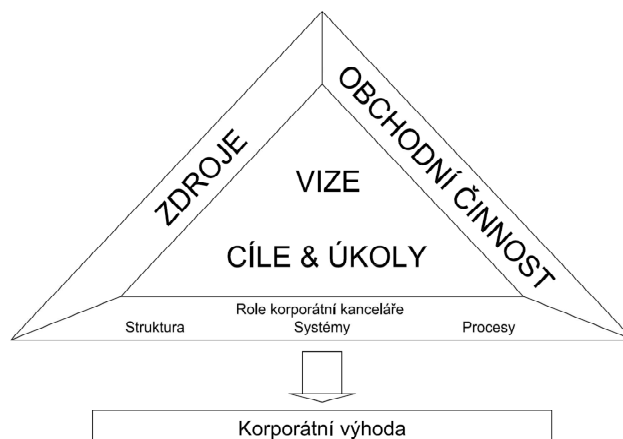 ZDROJE
OBCHODNÍ ČINNOST
VIZE
CÍLE & ÚKOLY
Role korporátní kanceláře
Struktura Systémy Procesy
Korporátní výhoda